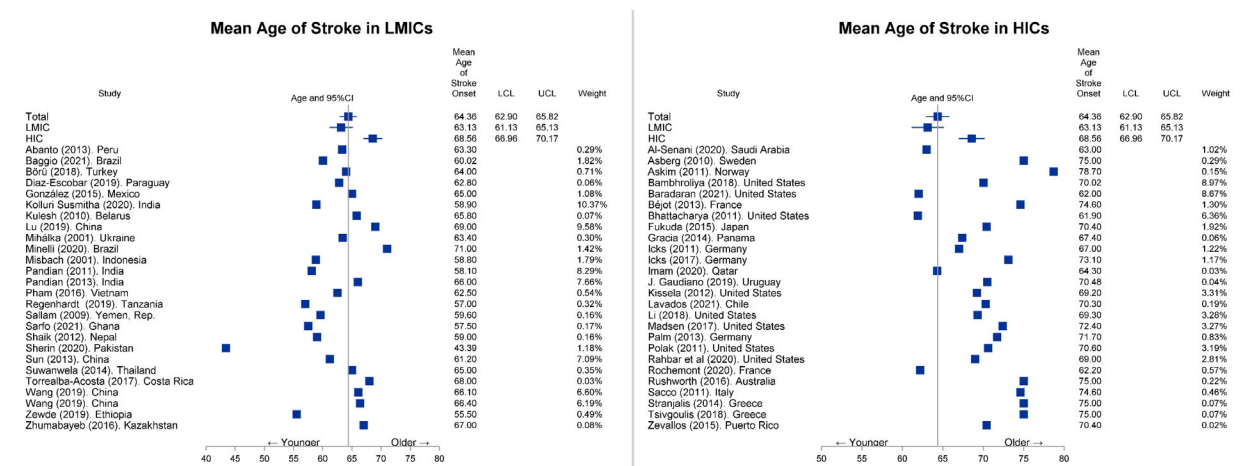 Mean Age of Stroke in LMICs
Mean
Age
of
Stroke
Study Age and 95%CI Onset LCL UCL Weight
Total 64.36 62.90 65.82
LMIC 63.13 61.13 65.13
HIC 68.56 66.96 70.17
Abanto (2013). Peru 63.30 0.29%
Baggio (2021). Brazil 60.02 1.82%
Börü (2018). Turkey 64.00 0.71%
Diaz-Escobar (2019). Paraguay 62.80 0.06%
González (2015). Mexico 65.00 1.08%
Kolluri Susmitha (2020). India 58.90 10.37%
Kulesh (2010). Belarus 65.80 0.07%
Lu (2019). China 69.00 9.58%
Mihálka (2001). Ukraine 63.40 0.30%
Minelli (2020). Brazil 71.00 1.42%
Misbach (2001). Indonesia 58.80 1.79%
Pandian (2011). India 58.10 8.29%
Pandian (2013). India 66.00 7.66%
Pham (2016). Vietnam 62.50 0.54%
Regenhardt (2019). Tanzania 57.00 0.32%
Sallam (2009). Yemen, Rep. 59.60 0.16%
Sarfo (2021). Ghana 57.50 0.17%
Shaik (2012). Nepal 59.00 0.16%
Sherin (2020). Pakistan 43.39 1.18%
Sun (2013). China 61.20 7.09%
Suwanwela (2014). Thailand 65.00 0.35%
Torrealba-Acosta (2017). Costa Rica 68.00 0.03%
Wang (2019). China 66.10 6.60%
Wang (2019). China 66.40 6.19%
Zewde (2019). Ethiopia 55.50 0.49%
Zhumabayeb (2016). Kazakhstan 67.00 0.08%
← Younger Older →
40 45 50 55 60 65 70 75 80 85
Mean Age of Stroke in HICs
Mean
Age
of
Stroke
Study Age and 95%CI Onset LCL UCL Weight
Total 64.36 62.90 65.82
LMIC 63.13 61.13 65.13
HIC 68.56 66.96 70.17
Al-Senani (2020). Saudi Arabia 63.00 1.02%
Asberg (2010). Sweden 75.00 0.29%
Askim (2011). Norway 78.70 0.15%
Bambhroliya (2018). United States 70.02 8.97%
Baradaran (2021). United States 62.00 8.67%
Béjot (2013). France 74.60 1.30%
Bhattacharya (2011). United States 61.90 6.36%
Fukuda (2015). Japan 70.40 1.92%
Gracia (2014). Panama 67.40 0.06%
Icks (2011). Germany 67.00 1.22%
Icks (2017). Germany 73.10 1.17%
Imam (2020). Qatar 64.30 0.03%
J. Gaudiano (2019). Uruguay 70.48 0.04%
Kissela (2012). United States 69.20 3.31%
Lavados (2021). Chile 70.30 0.19%
Li (2018). United States 69.30 3.28%
Madsen (2017). United States 72.40 3.27%
Palm (2013). Germany 71.70 0.83%
Polak (2011). United States 70.60 3.19%
Rahbar et al (2020). United States 69.00 2.81%
Rochemont (2020). France 62.20 0.57%
Rushworth (2016). Australia 75.00 0.22%
Sacco (2011). Italy 74.60 0.46%
Stranjalis (2014). Greece 75.00 0.07%
Tsivgoulis (2018). Greece 75.00 0.07%
Zevallos (2015). Puerto Rico 70.40 0.02%
← Younger Older →
50 55 60 65 70 75 80 85